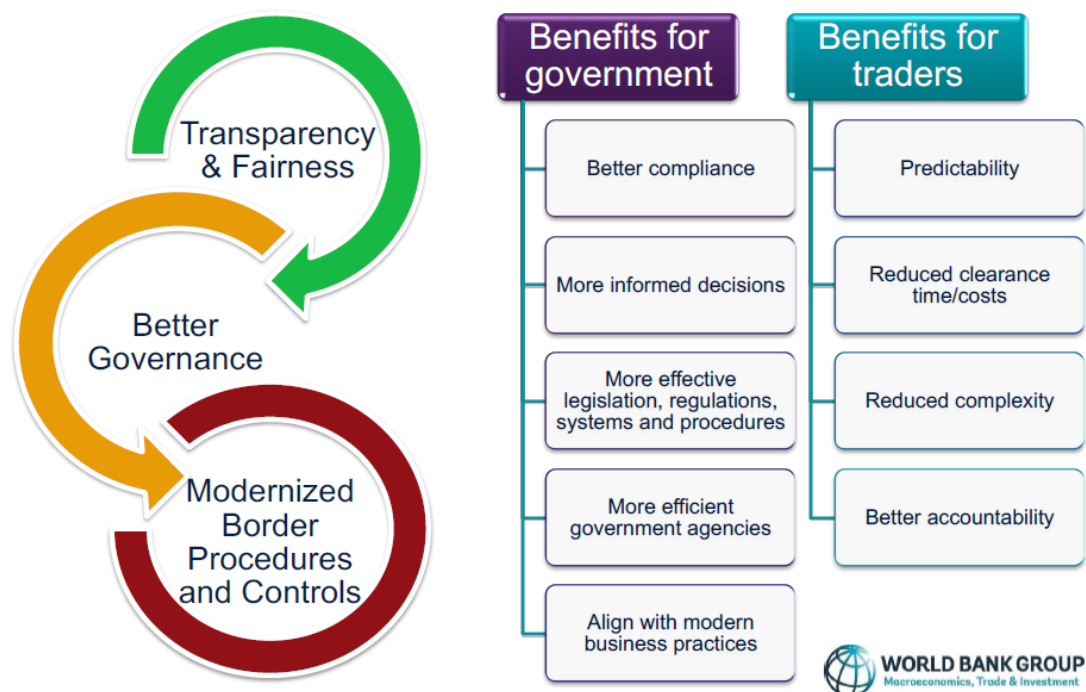 Transparency
& Fairness
Better
Governance
Modernized
Border
Procedures
and Controls
Benefits for
government
Better compliance
More informed decisions
More effective
legislation, regulations,
systems and procedures
More efficient
government agencies
Align with modern
business practices
Benefits for
traders
Predictability
Reduced clearance
time/costs
Reduced complexity
Better accountability
WORLD BANK GROUP
Macroeconomics, Trade & Investment